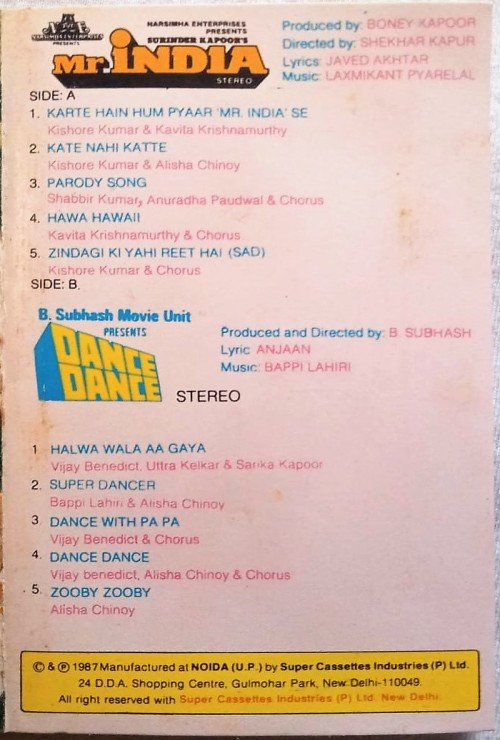 NARSIMHA ENTERPRISES
PRESENTS
NARSIMHA ENTERPRISES
PRESENTS
SURINDER KAPOOR'S
Mr. INDIA
STEREO
Produced by: BONEY KAPOOR
Directed by: SHEKHAR KAPUR
Lyrics: JAVED AKHTAR
Music: LAXMIKANT PYARELAL
SIDE: A
1. KARTE HAIN HUM PYAAR 'MR. INDIA' SE
Kishore Kumar & Kavita Krishnamurthy
2. KATE NAHI KATTE
Kishore Kumar & Alisha Chinoy
3. PARODY SONG
Shabbir Kumar, Anuradha Paudwal & Chorus
4. HAWA HAWAII
Kavita Krishnamurthy & Chorus
5. ZINDAGI KI YAHI REET HAI (SAD)
Kishore Kumar & Chorus
SIDE: B.
B. Subhash Movie Unit
PRESENTS
DANCE
DANCE
STEREO
Produced and Directed by: B. SUBHASH
Lyric ANJAAN
Music: BAPPI LAHIRI
1 HALWA WALA AA GAYA
Vijay Benedict, Uttra Kelkar & Sarika Kapoor
2. SUPER DANCER
Bappi Lahiri & Alisha Chinoy
3 DANCE WITH PA PA
Vijay Benedict & Chorus
4. DANCE DANCE
Vijay benedict, Alisha Chinoy & Chorus
5. ZOOBY ZOOBY
Alisha Chinoy
© & ℗ 1987 Manufactured at NOIDA (U.P.) by Super Cassettes Industries (P) Ltd.
24 D.D.A. Shopping Centre, Gulmohar Park, New Delhi-110049.
All right reserved with Super Cassettes Industries (P) Ltd. New Delhi.